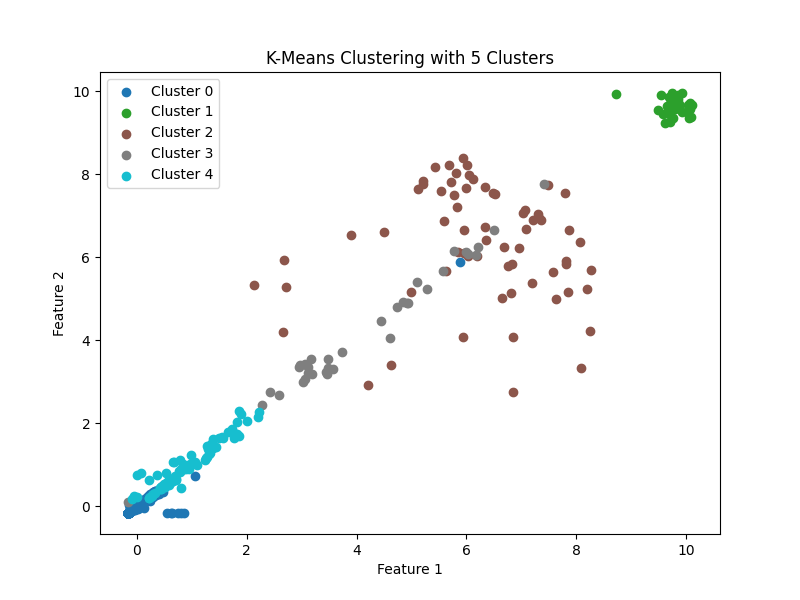 K-Means Clustering with 5 Clusters
Cluster 0
Cluster 1
Cluster 2
Cluster 3
Cluster 4
10
8
6
4
2
0
Feature 2
0 2 4 6 8 10
Feature 1